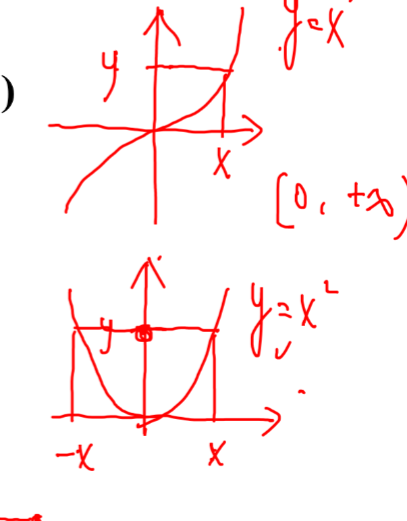 y = x
y
)
x
[0, +∞)
y = x²
y
-x
x